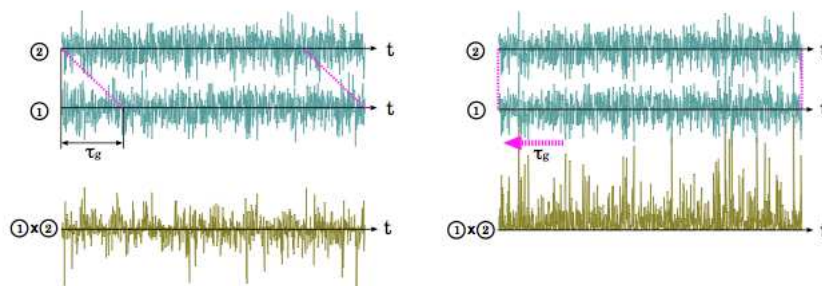 ② t
① t
τg
①x② t
② t
① t
τg
①x② t